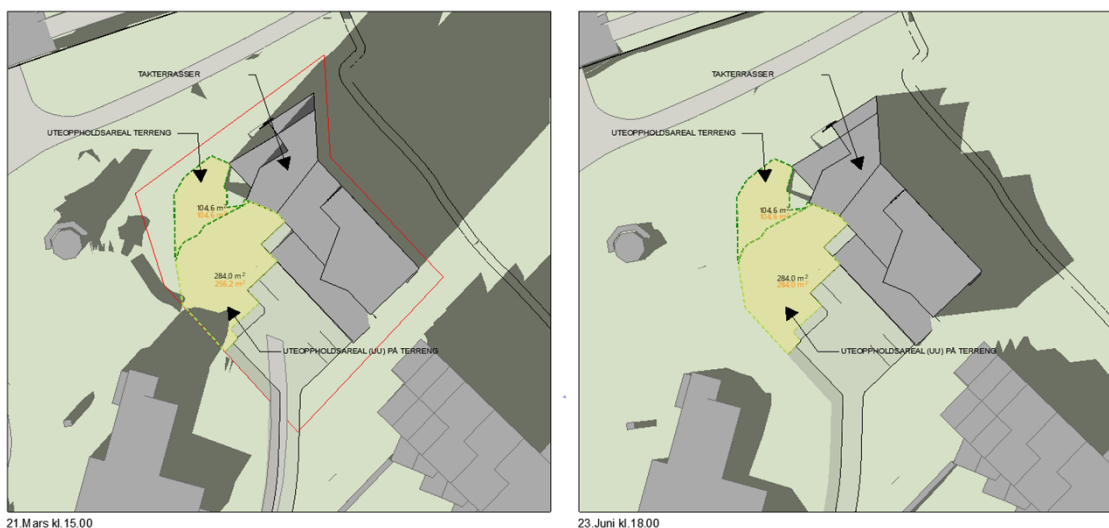 TAKTERRASSER
UTEOPPHOLDSAREAL TERRENG
104,6 m²
104,6 m²
284,0 m²
256,2 m²
UTEOPPHOLDSAREAL (UU) PÅ TERRENG
21.Mars kl.15.00
TAKTERRASSER
UTEOPPHOLDSAREAL TERRENG
104,6 m²
104,6 m²
284,0 m²
284,0 m²
UTEOPPHOLDSAREAL (UU) PÅ TERRENG
23.Juni kl.18.00